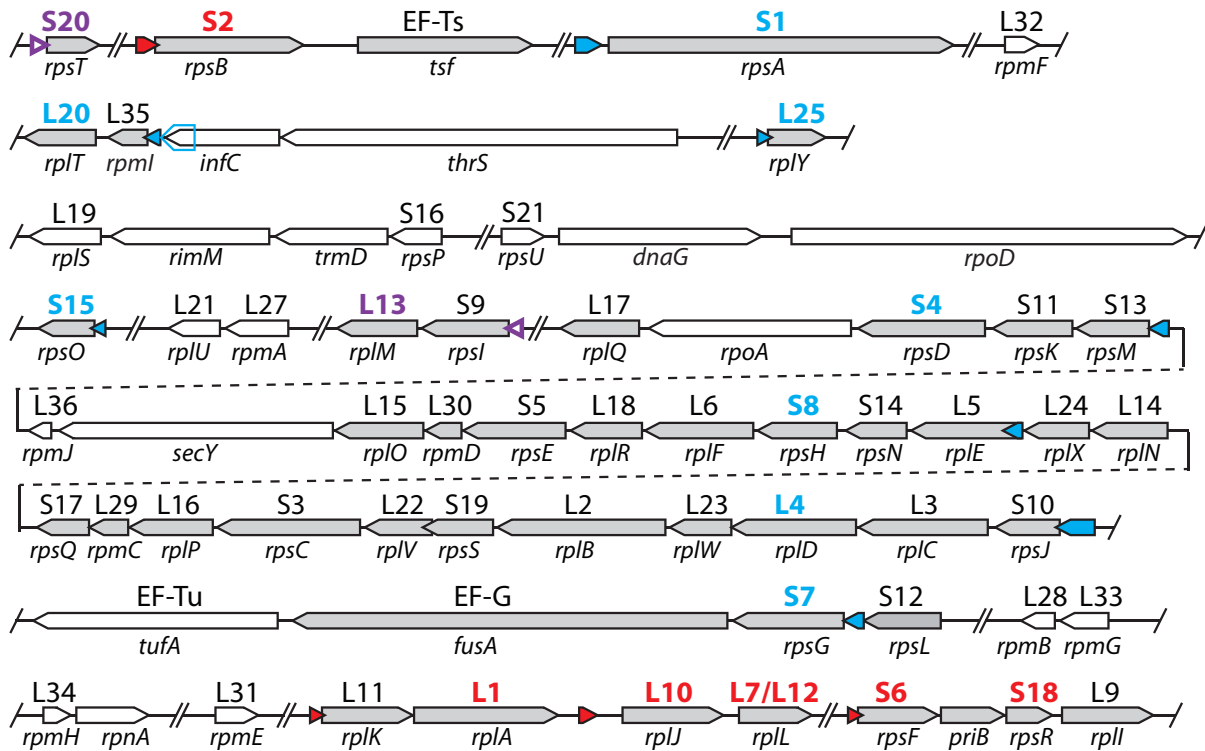 S20 S2 EF-Ts S1 L32
rpsT rpsB tsf rpsA rpmF
L20 L35 L25
rplT rpmI infC thrS rplY
L19 S16 S21
rplS rimM trmD rpsP rpsU dnaG rpoD
S15 L21 L27 L13 S9 L17 S4 S11 S13
rpsO rplU rpmA rplM rpsI rplQ rpoA rpsD rpsK rpsM
L36 L15 L30 S5 L18 L6 S8 S14 L5 L24 L14
rpmJ secY rplO rpmD rpsE rplR rplF rpsH rpsN rplE rplX rplN
S17 L29 L16 S3 L22 S19 L2 L23 L4 L3 S10
rpsQ rpmC rplP rpsC rplV rpsS rplB rplW rplD rplC rpsJ
EF-Tu EF-G S7 S12 L28 L33
tufA fusA rpsG rpsL rpmB rpmG
L34 L31 L11 L1 L10 L7/L12 S6 S18 L9
rpmH rpnA rpmE rplK rplA rplJ rplL rpsF priB rpsR rplI